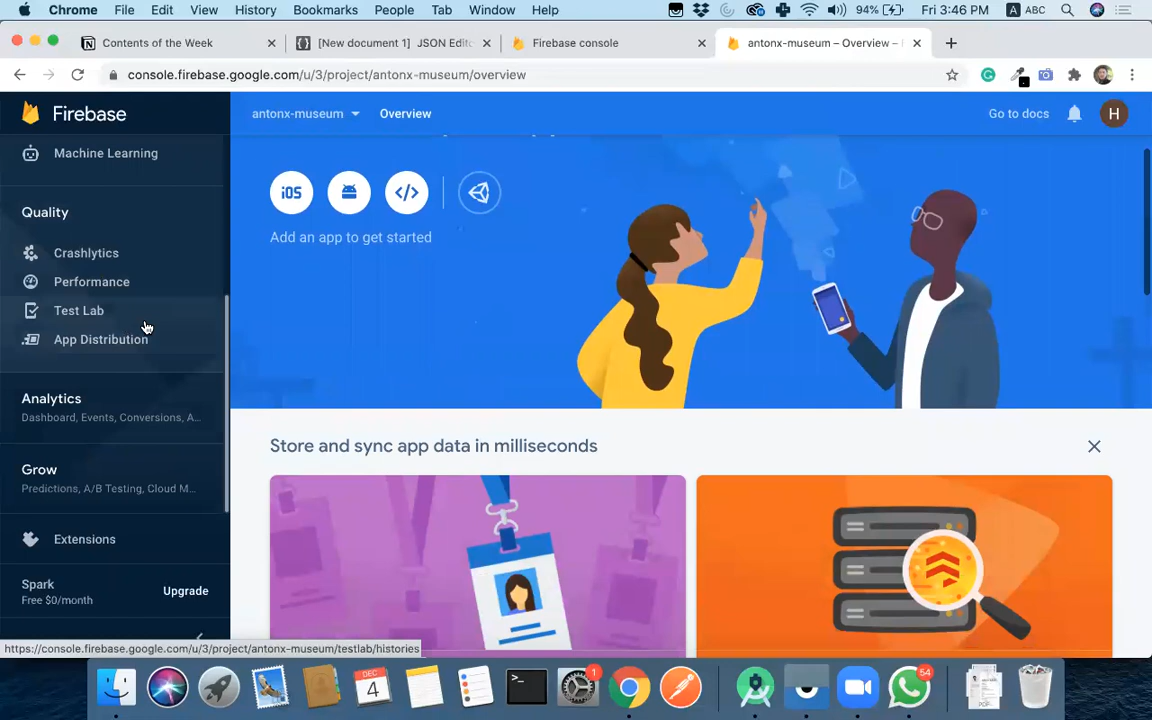 Chrome File Edit View History Bookmarks People Tab Window Help 94% Fri 3:46 PM A ABC
Contents of the Week
[New document 1] JSON Edit
Firebase console
antonx-museum – Overview –
console.firebase.google.com/u/3/project/antonx-museum/overview
Firebase
antonx-museum
Overview
Go to docs
H
Machine Learning
Quality
Crashlytics
Performance
Test Lab
App Distribution
Analytics
Dashboard, Events, Conversions, A...
Grow
Predictions, A/B Testing, Cloud M...
Extensions
Spark
Free $0/month
Upgrade
iOS
Add an app to get started
Store and sync app data in milliseconds
https://console.firebase.google.com/u/3/project/antonx-museum/testlab/histories
DEC
4
1
54
PDF